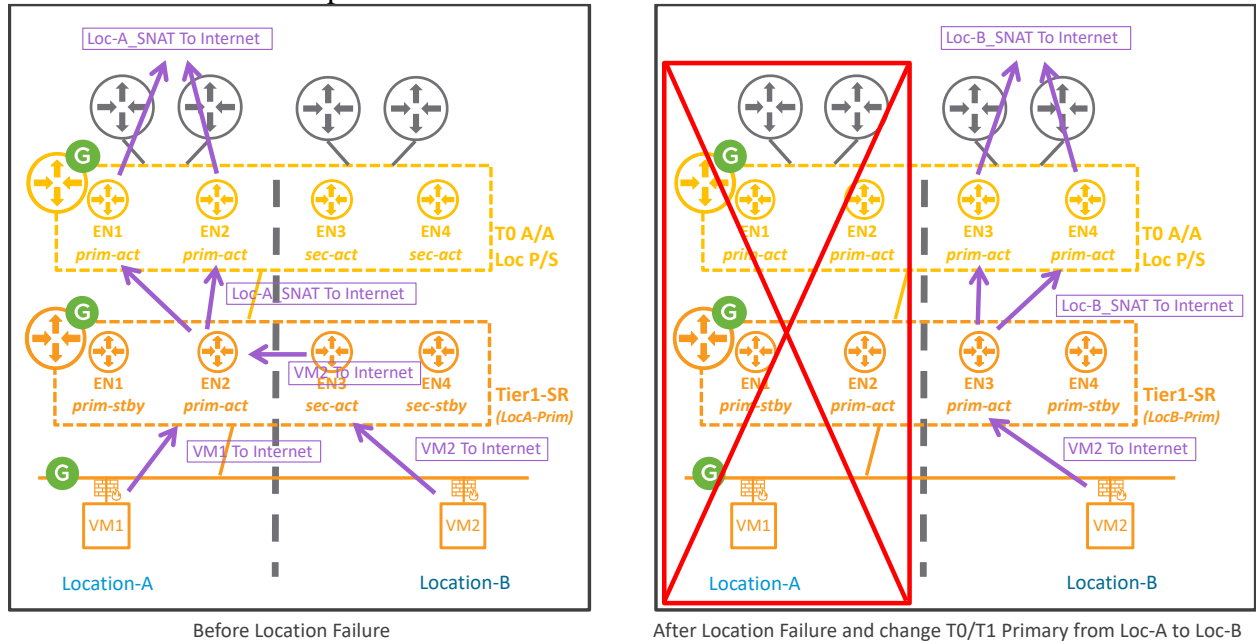 Loc-A_SNAT To Internet
G
EN1
EN2
EN3
EN4
prim-act
prim-act
sec-act
sec-act
T0 A/A
Loc P/S
Loc-A_SNAT To Internet
G
EN1
EN2
EN3
EN4
VM2 To Internet
prim-stby
prim-act
sec-act
sec-stby
Tier1-SR
(LocA-Prim)
VM1 To Internet
VM2 To Internet
G
VM1
VM2
Location-A
Location-B
Before Location Failure
Loc-B_SNAT To Internet
G
EN1
EN2
EN3
EN4
prim-act
prim-act
prim-act
prim-act
T0 A/A
Loc P/S
Loc-B_SNAT To Internet
G
EN1
EN2
EN3
EN4
prim-stby
prim-act
prim-act
prim-stby
Tier1-SR
(LocB-Prim)
VM2 To Internet
G
VM1
VM2
Location-A
Location-B
After Location Failure and change T0/T1 Primary from Loc-A to Loc-B